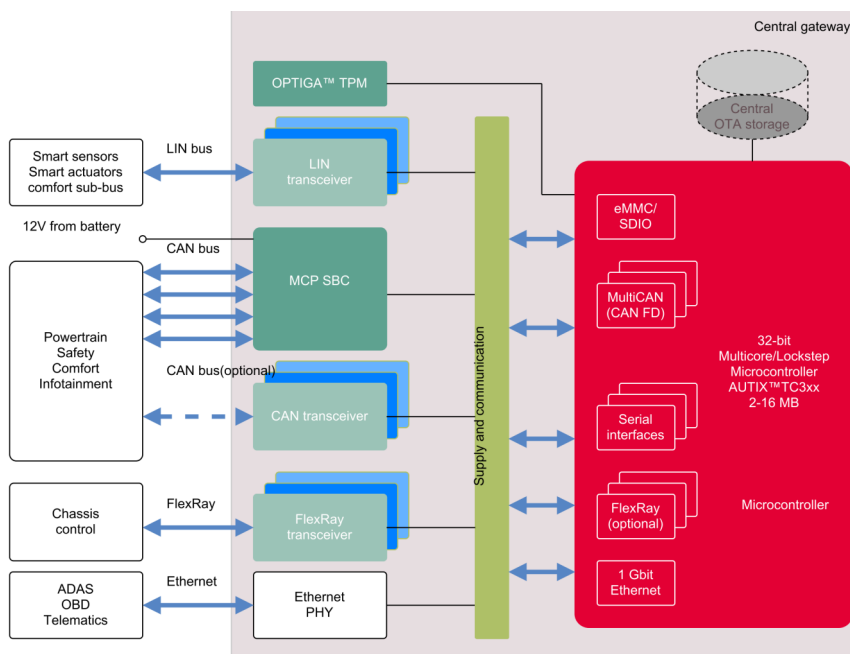 Central gateway
OPTIGA™ TPM
Central
OTA storage
LIN bus
Smart sensors
Smart actuators
comfort sub-bus
LIN
transceiver
eMMC/
SDIO
12V from battery
CAN bus
MCP SBC
MultiCAN
(CAN FD)
Powertrain
Safety
Comfort
Infotainment
32-bit
Multicore/Lockstep
Microcontroller
AUTIX™TC3xx
2-16 MB
CAN bus(optional)
CAN transceiver
Supply and communication
Serial
interfaces
FlexRay
Chassis
control
FlexRay
transceiver
FlexRay
(optional)
Microcontroller
Ethernet
ADAS
OBD
Telematics
Ethernet
PHY
1 Gbit
Ethernet